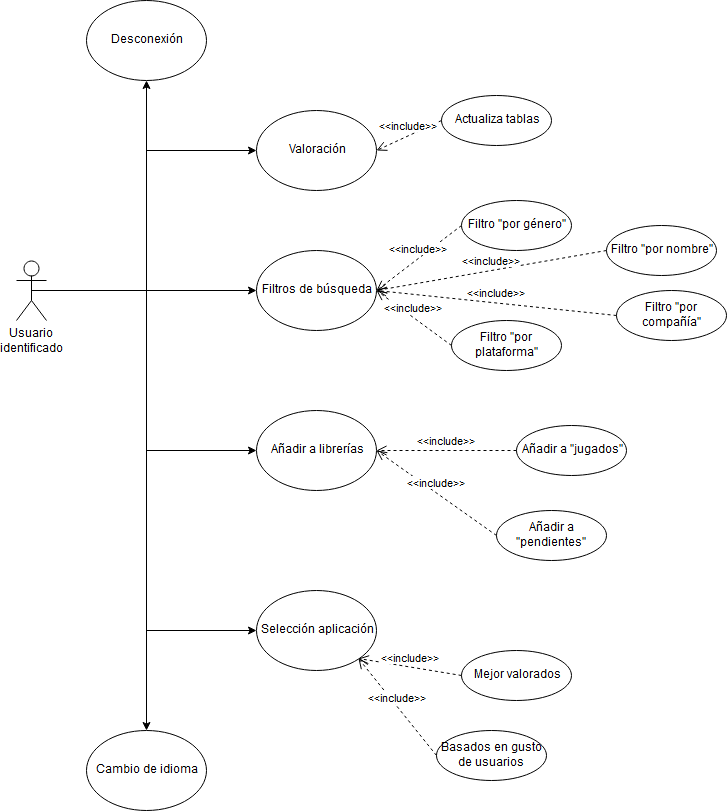 Desconexión
Actualiza tablas
<<include>>
Valoración
Filtro "por género"
<<include>>
Filtro "por nombre"
<<include>>
Filtros de búsqueda
<<include>>
Filtro "por
compañía"
<<include>>
Filtro "por
plataforma"
Usuario
identificado
<<include>>
Añadir a librerías
Añadir a "jugados"
<<include>>
Añadir a
"pendientes"
Selección aplicación
<<include>>
Mejor valorados
<<include>>
Basados en gusto
de usuarios
Cambio de idioma